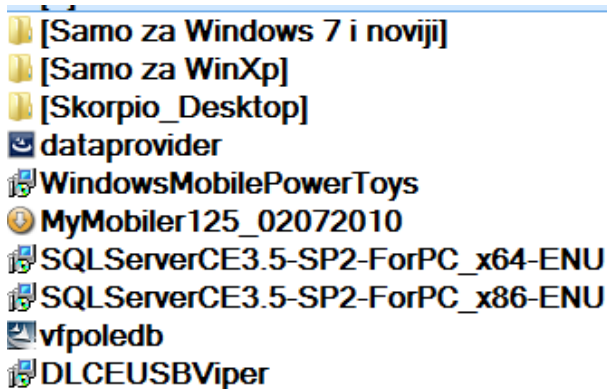 [Samo za Windows 7 i noviji]
[Samo za WinXp]
[Skorpio_Desktop]
dataprovider
WindowsMobilePowerToys
MyMobiler125_02072010
SQLServerCE3.5-SP2-ForPC_x64-ENU
SQLServerCE3.5-SP2-ForPC_x86-ENU
vfpoledb
DLCEUSBViper